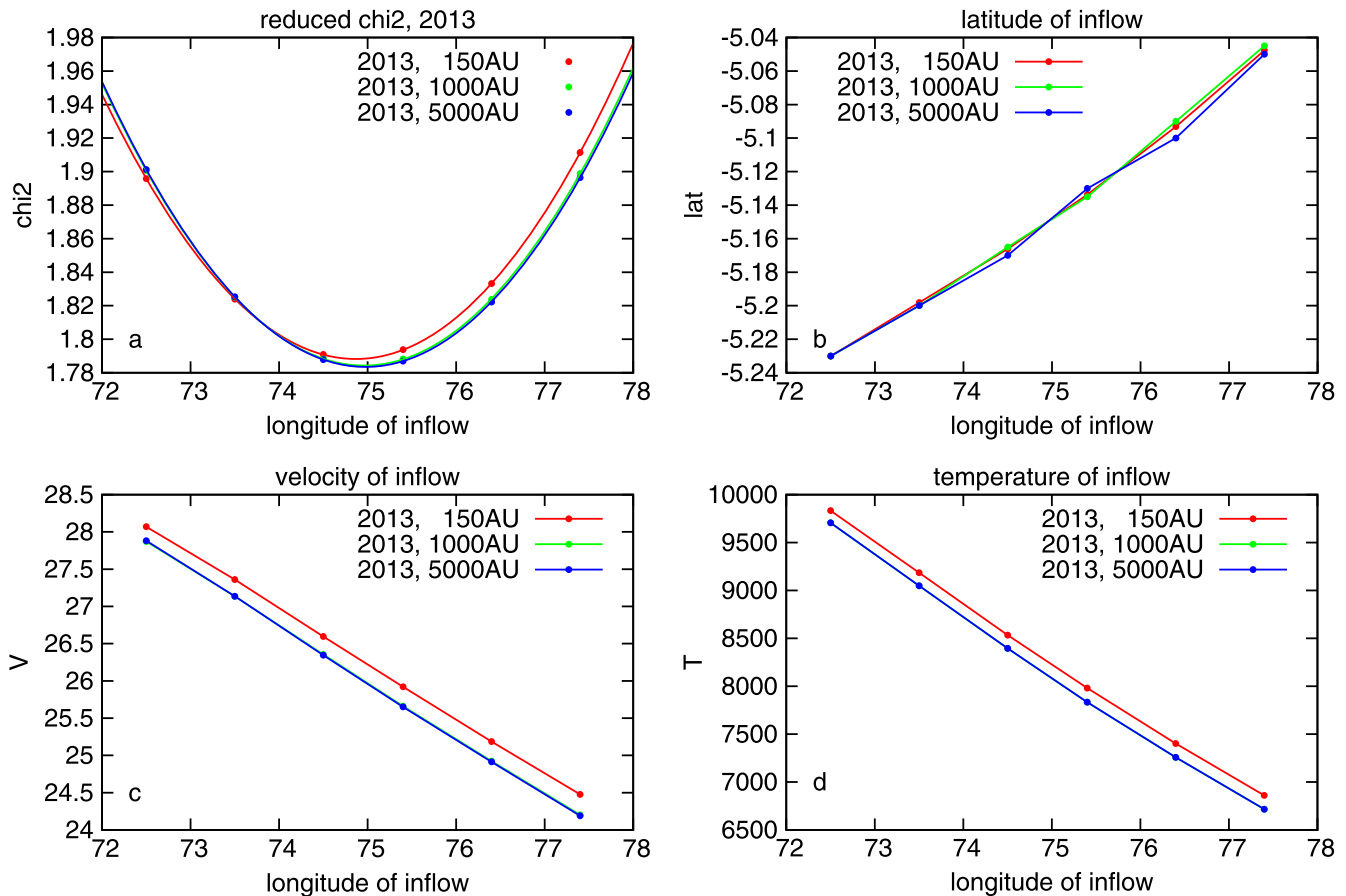 reduced chi2, 2013
1.98
1.96
1.94
1.92
1.9
1.88
1.86
1.84
1.82
1.8
1.78
chi2
2013, 150AU
2013, 1000AU
2013, 5000AU
a
72 73 74 75 76 77 78
longitude of inflow
latitude of inflow
-5.04
-5.06
-5.08
-5.1
-5.12
-5.14
-5.16
-5.18
-5.2
-5.22
-5.24
lat
2013, 150AU
2013, 1000AU
2013, 5000AU
b
72 73 74 75 76 77 78
longitude of inflow
velocity of inflow
28.5
28
27.5
27
26.5
26
25.5
25
24.5
24
V
2013, 150AU
2013, 1000AU
2013, 5000AU
c
72 73 74 75 76 77 78
longitude of inflow
temperature of inflow
10000
9500
9000
8500
8000
7500
7000
6500
T
2013, 150AU
2013, 1000AU
2013, 5000AU
d
72 73 74 75 76 77 78
longitude of inflow